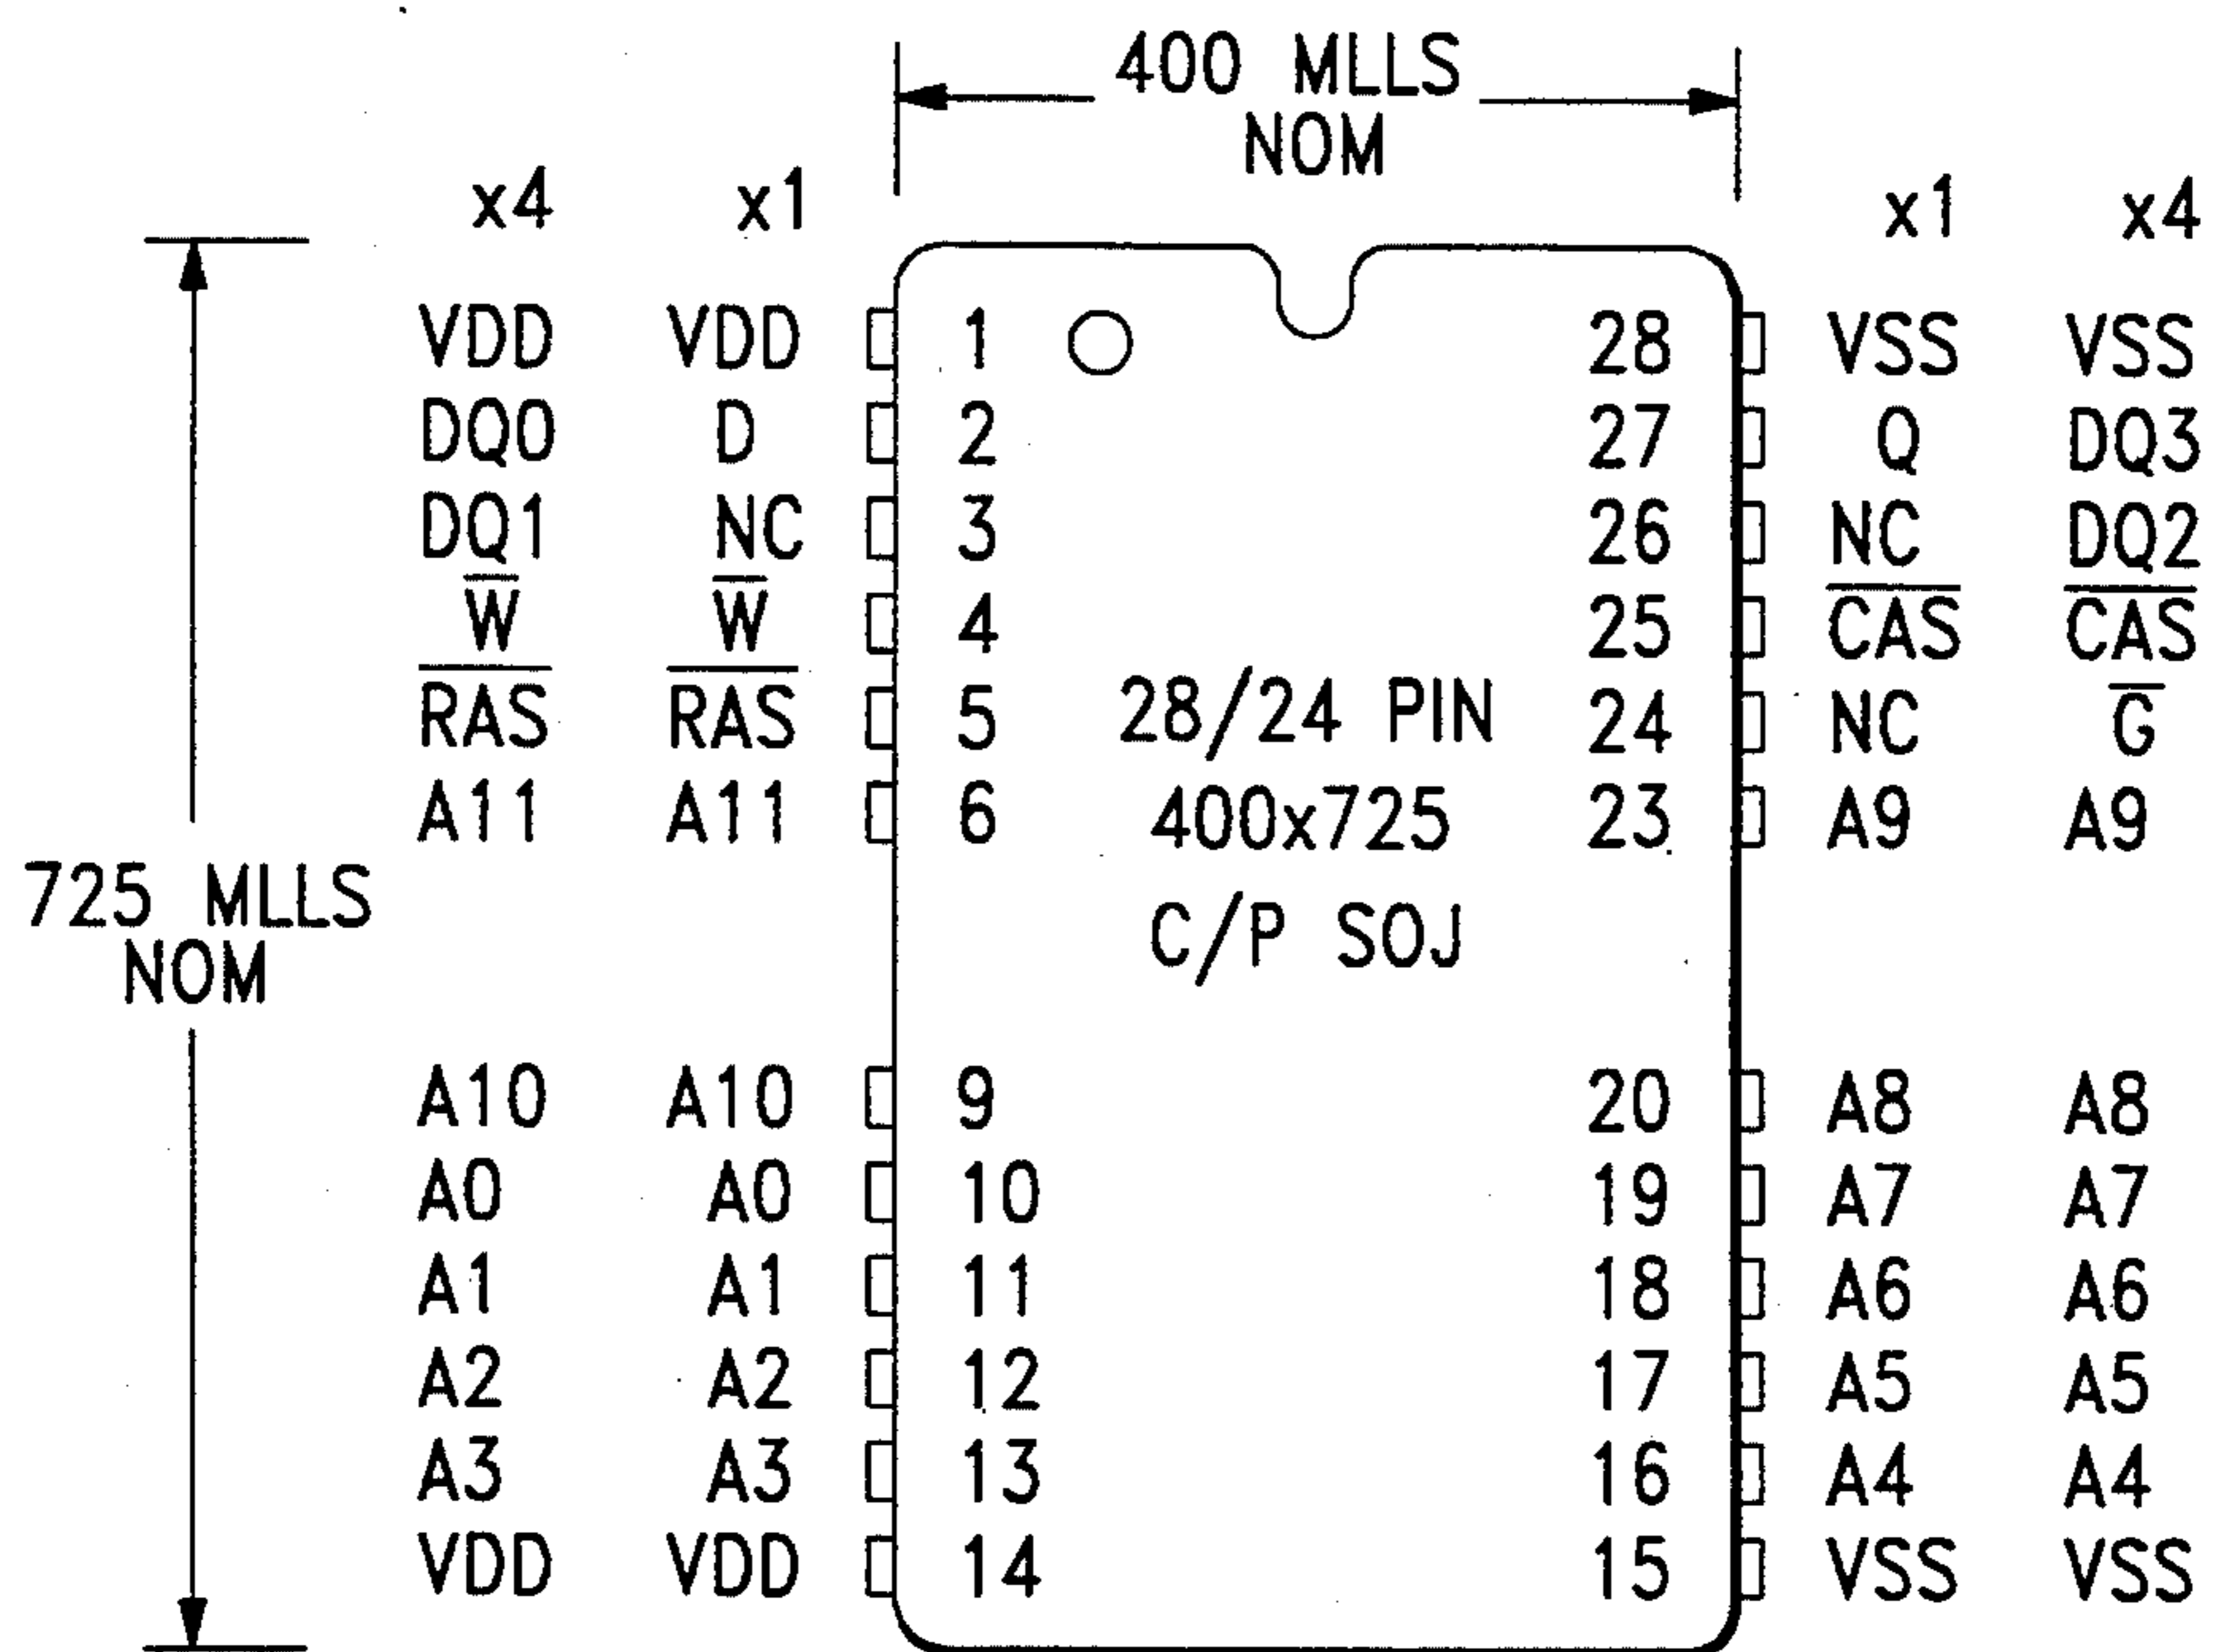 400 MLLS
NOM
x4 x1 x1 x4
VDD VDD 1 28 VSS VSS
DQ0 D 2 27 Q DQ3
DQ1 NC 3 26 NC DQ2
W̅ W̅ 4 25 C̅A̅S̅ C̅A̅S̅
R̅A̅S̅ R̅A̅S̅ 5 28/24 PIN 24 NC G̅
A11 A11 6 400x725 23 A9 A9
725 MLLS
NOM
C/P SOJ
A10 A10 9 20 A8 A8
A0 A0 10 19 A7 A7
A1 A1 11 18 A6 A6
A2 A2 12 17 A5 A5
A3 A3 13 16 A4 A4
VDD VDD 14 15 VSS VSS